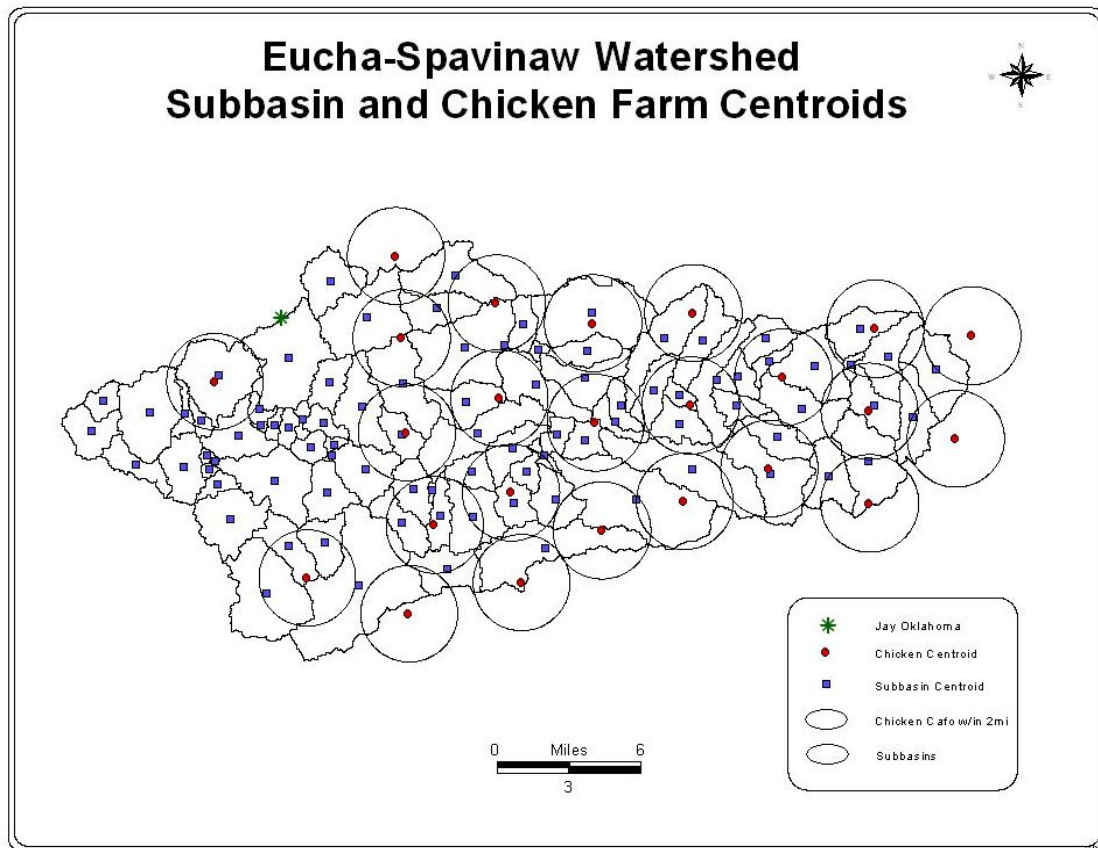 Eucha-Spavinaw Watershed
Subbasin and Chicken Farm Centroids
N
W E
S
Jay Oklahoma
Chicken Centroid
Subbasin Centroid
Chicken Cafo w/in 2mi
Subbasins
0 Miles 6
3